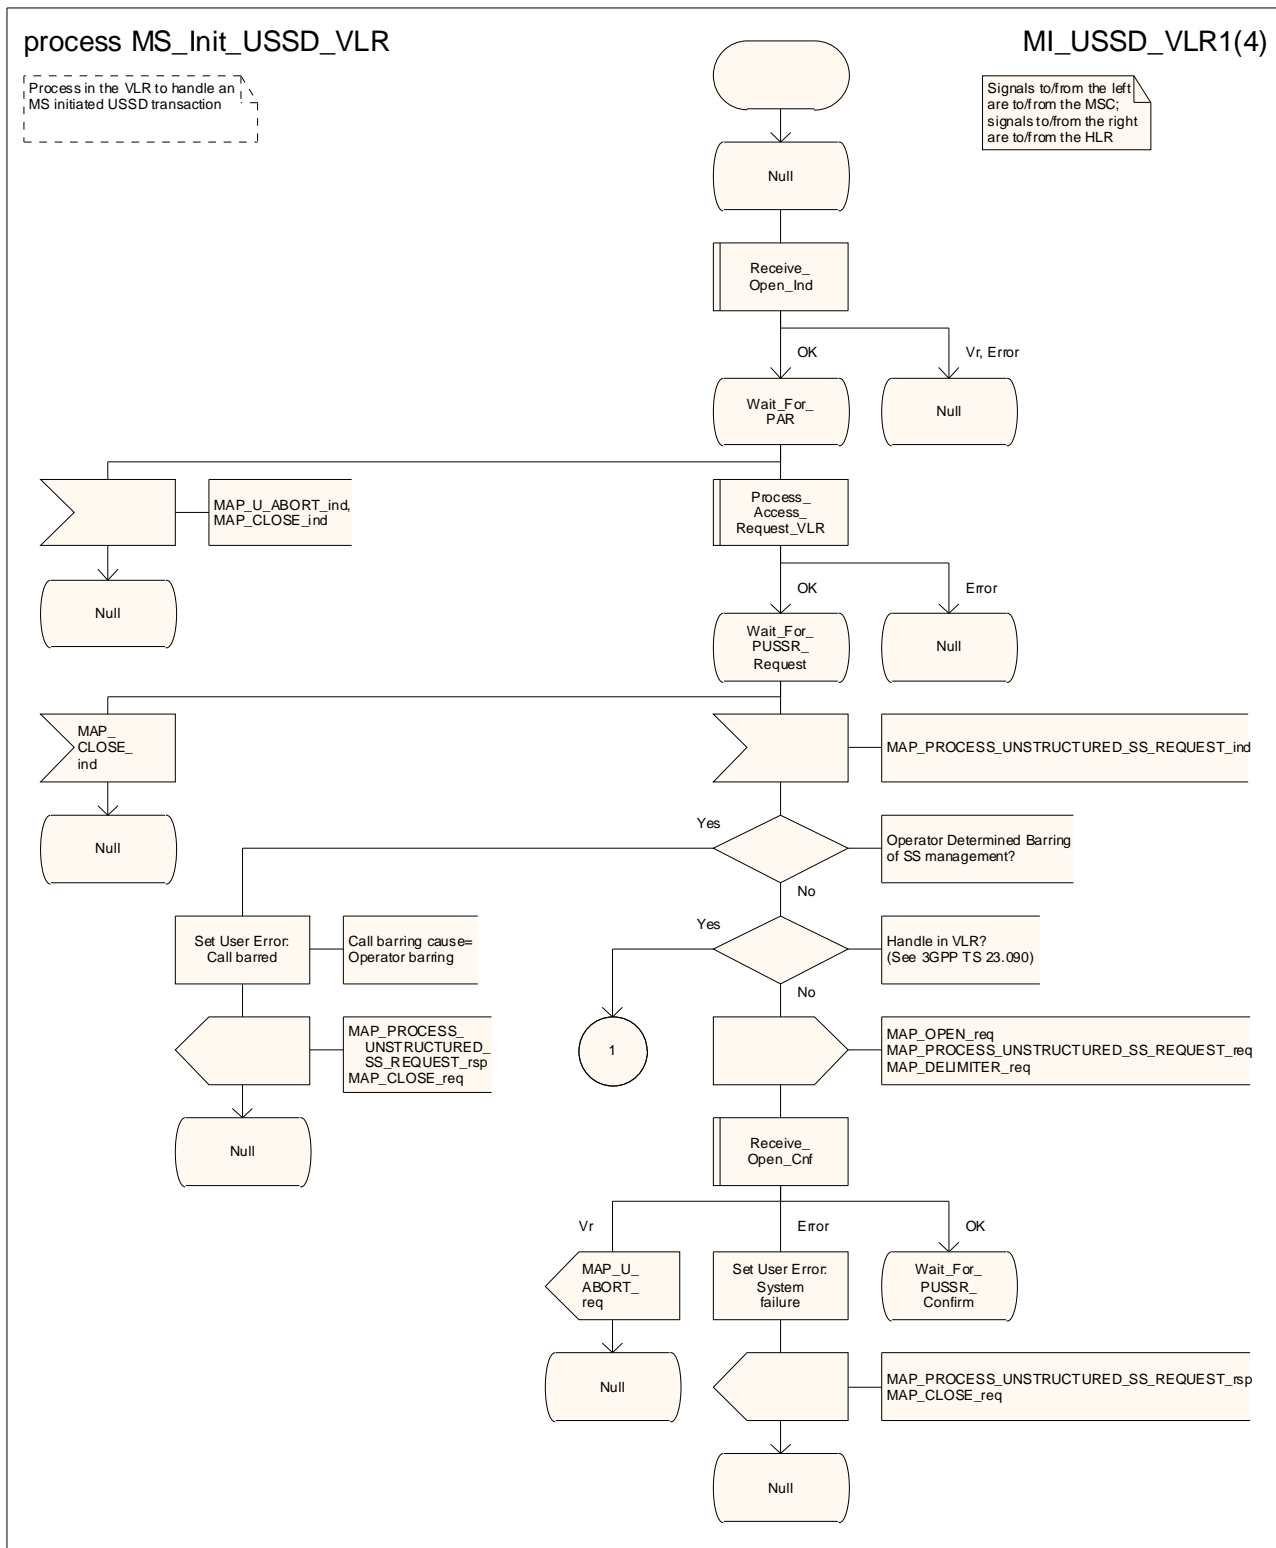 process MS_Init_USSD_VLR
MI_USSD_VLR1(4)
Process in the VLR to handle an
MS initiated USSD transaction
Signals to/from the left
are to/from the MSC;
signals to/from the right
are to/from the HLR
Null
Receive_
Open_Ind
OK
Vr, Error
Wait_For_
PAR
Null
MAP_U_ABORT_ind,
MAP_CLOSE_ind
Process_
Access_
Request_VLR
Null
OK
Error
Wait_For_
PUSSR_
Request
Null
MAP_
CLOSE_
ind
MAP_PROCESS_UNSTRUCTURED_SS_REQUEST_ind
Null
Yes
Operator Determined Barring
of SS management?
No
Set User Error:
Call barred
Call barring cause=
Operator barring
Yes
Handle in VLR?
(See 3GPP TS 23.090)
No
MAP_PROCESS_
UNSTRUCTURED_
SS_REQUEST_rsp
MAP_CLOSE_req
1
MAP_OPEN_req
MAP_PROCESS_UNSTRUCTURED_SS_REQUEST_req
MAP_DELIMITER_req
Null
Receive_
Open_Cnf
Vr
Error
OK
MAP_U_
ABORT_
req
Set User Error:
System
failure
Wait_For_
PUSSR_
Confirm
Null
MAP_PROCESS_UNSTRUCTURED_SS_REQUEST_rsp
MAP_CLOSE_req
Null